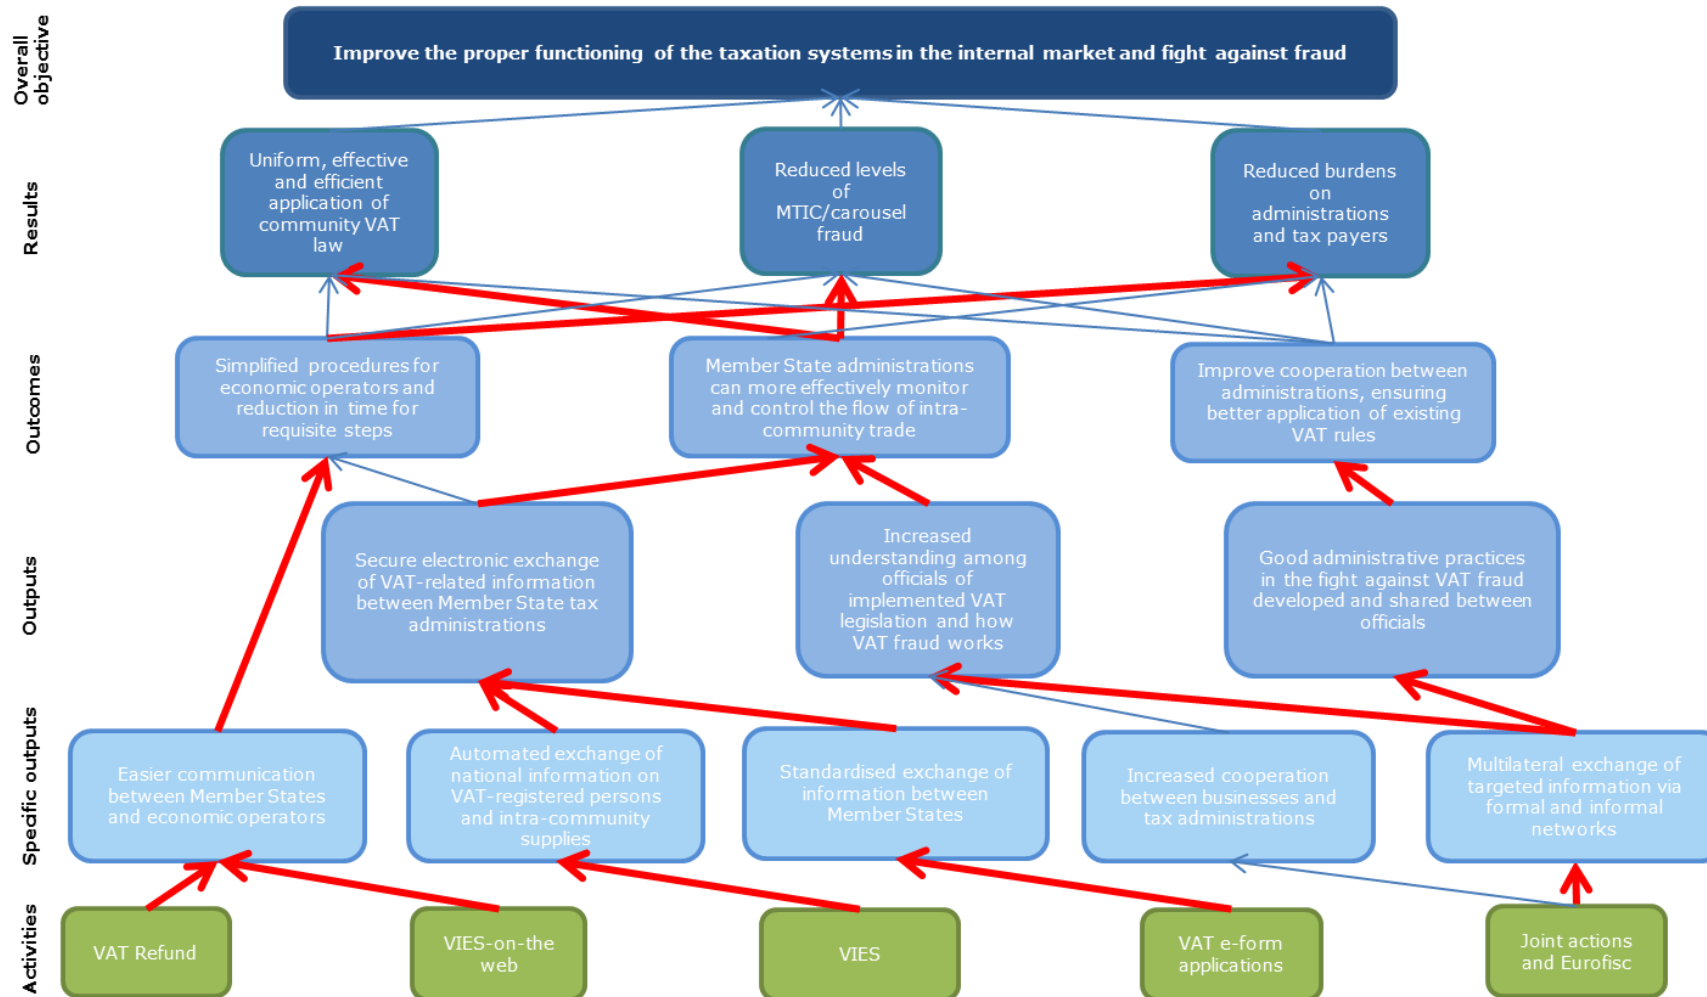 Overall
objective
Improve the proper functioning of the taxation systems in the internal market and fight against fraud
Results
Uniform, effective
and efficient
application of
community VAT
law
Reduced levels
of
MTIC/carousel
fraud
Reduced burdens
on
administrations
and tax payers
Outcomes
Simplified procedures for
economic operators and
reduction in time for
requisite steps
Member State administrations
can more effectively monitor
and control the flow of intra-
community trade
Improve cooperation between
administrations, ensuring
better application of existing
VAT rules
Outputs
Secure electronic exchange
of VAT-related information
between Member State tax
administrations
Increased
understanding among
officials of
implemented VAT
legislation and how
VAT fraud works
Good administrative practices
in the fight against VAT fraud
developed and shared between
officials
Specific outputs
Easier communication
between Member States
and economic operators
Automated exchange of
national information on
VAT-registered persons
and intra-community
supplies
Standardised exchange of
information between
Member States
Increased cooperation
between businesses and
tax administrations
Multilateral exchange of
targeted information via
formal and informal
networks
Activities
VAT Refund
VIES-on-the
web
VIES
VAT e-form
applications
Joint actions
and Eurofisc